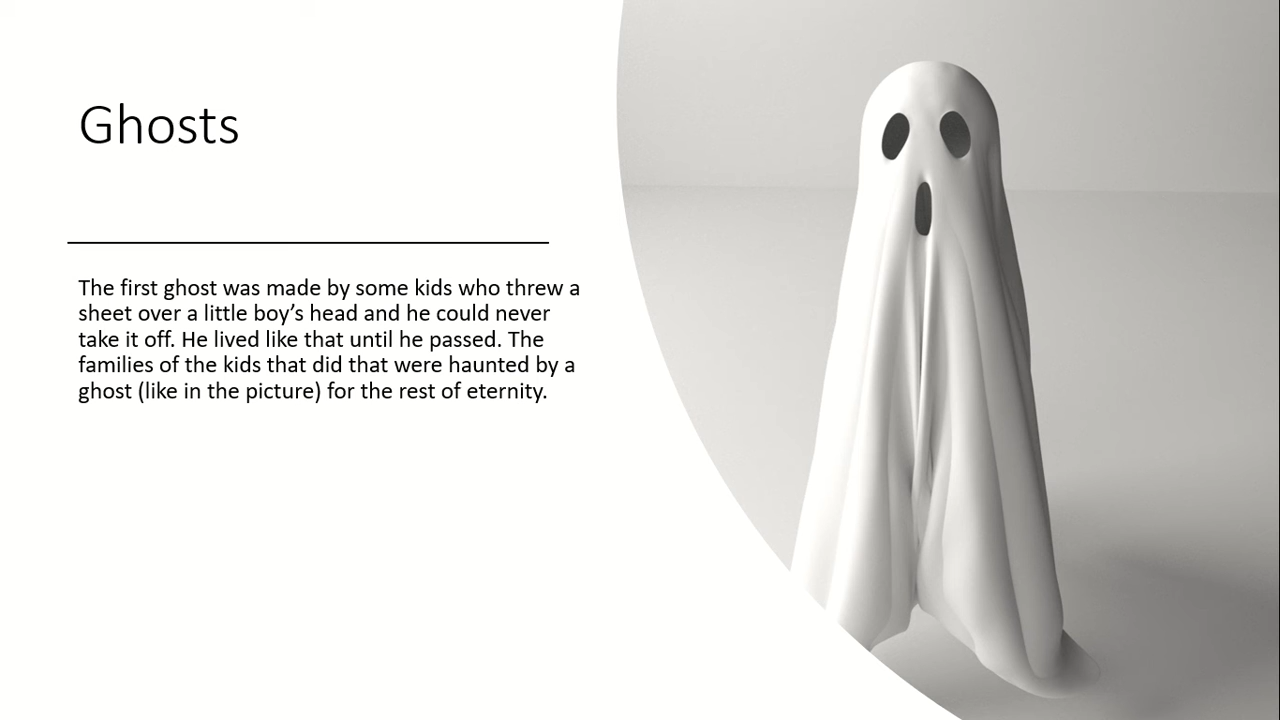 Ghosts
The first ghost was made by some kids who threw a
sheet over a little boy’s head and he could never
take it off. He lived like that until he passed. The
families of the kids that did that were haunted by a
ghost (like in the picture) for the rest of eternity.